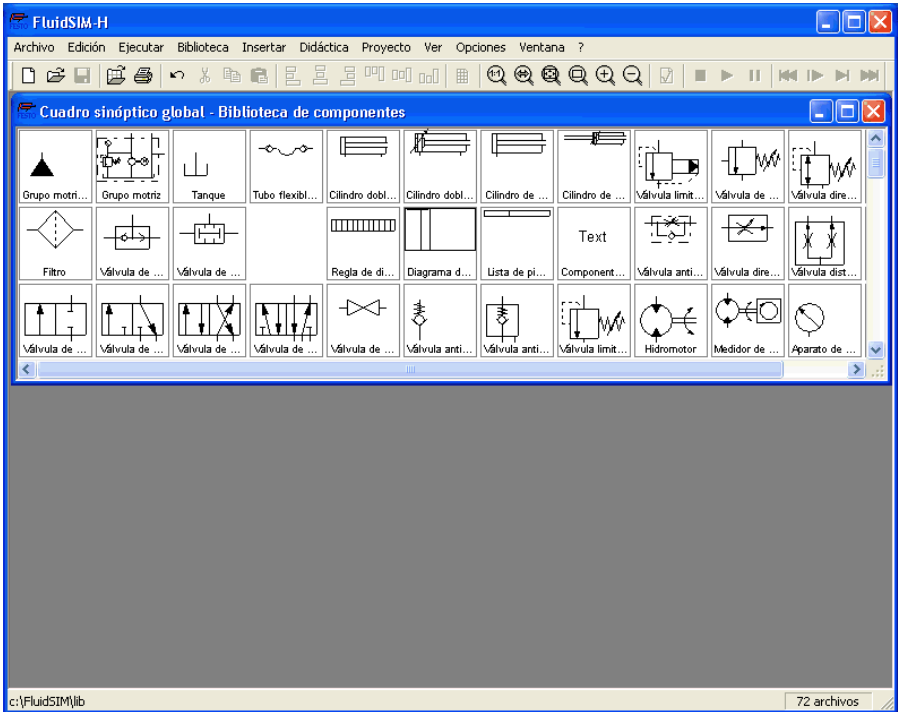 FluidSIM-H
Archivo Edición Ejecutar Biblioteca Insertar Didáctica Proyecto Ver Opciones Ventana ?
Cuadro sinóptico global - Biblioteca de componentes
Grupo motri... Grupo motriz Tanque Tubo flexibl... Cilindro dobl... Cilindro dobl... Cilindro de ... Cilindro de ... Válvula limit... Válvula de ... Válvula dire...
Text
Filtro Válvula de ... Válvula de ... Regla de di... Diagrama d... Lista de pi... Component... Válvula anti... Válvula dire... Válvula dist...
Válvula de ... Válvula de ... Válvula de ... Válvula de ... Válvula de ... Válvula anti... Válvula anti... Válvula limit... Hidromotor Medidor de ... Aparato de ...
c:\FluidSIM\lib 72 archivos